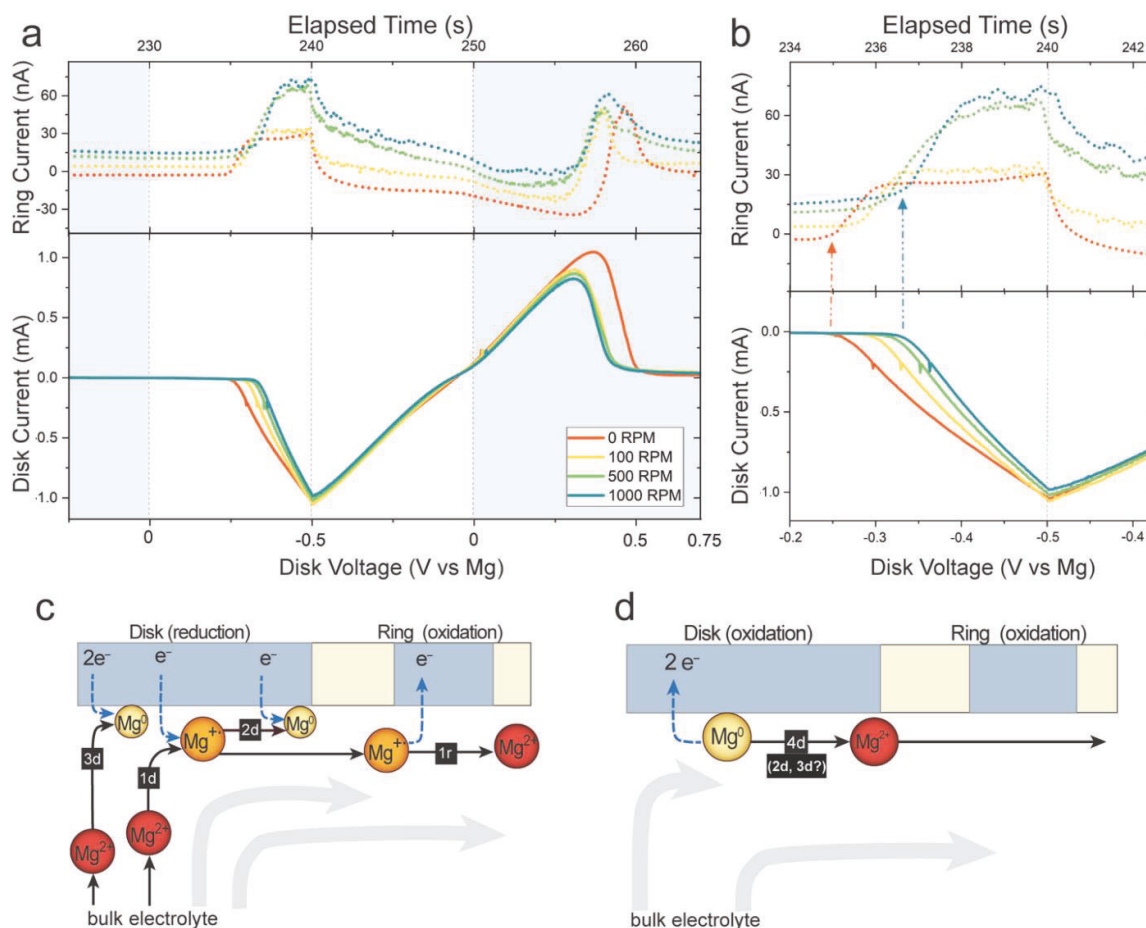 a
Elapsed Time (s)
230 240 250 260
Ring Current (nA)
60
30
0
-30
Disk Current (mA)
1.0
0.5
0.0
-0.5
-1.0
0 RPM
100 RPM
500 RPM
1000 RPM
0 -0.5 0 0.5 0.75
Disk Voltage (V vs Mg)
b
Elapsed Time (s)
234 236 238 240 242
Ring Current (nA)
60
30
0
Disk Current (mA)
0.0
0.5
1.0
-0.2 -0.3 -0.4 -0.5 -0.4
Disk Voltage (V vs Mg)
c
Disk (reduction) Ring (oxidation)
2e⁻ e⁻ e⁻ e⁻
Mg⁰ Mg⁺· 2d Mg⁰ Mg⁺· 1r Mg²⁺
3d 1d
Mg²⁺ Mg²⁺
bulk electrolyte
d
Disk (oxidation) Ring (oxidation)
2 e⁻
Mg⁰ 4d Mg²⁺
(2d, 3d?)
bulk electrolyte